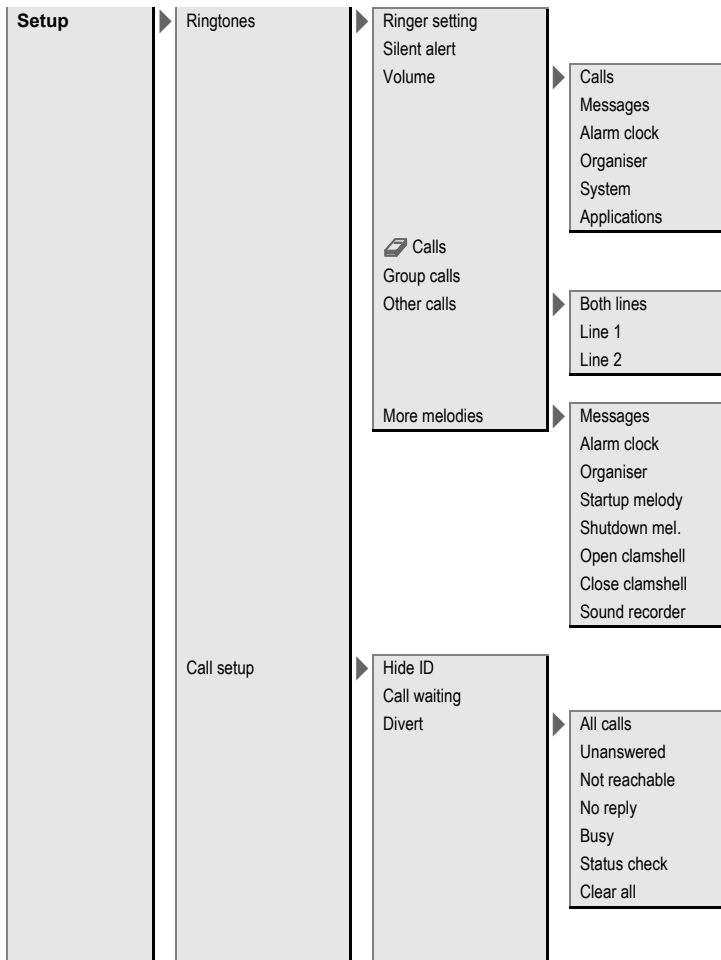 Setup
Ringtones
Ringer setting
Silent alert
Volume
Calls
Messages
Alarm clock
Organiser
System
Applications
Calls
Group calls
Other calls
Both lines
Line 1
Line 2
More melodies
Messages
Alarm clock
Organiser
Startup melody
Shutdown mel.
Open clamshell
Close clamshell
Sound recorder
Call setup
Hide ID
Call waiting
Divert
All calls
Unanswered
Not reachable
No reply
Busy
Status check
Clear all